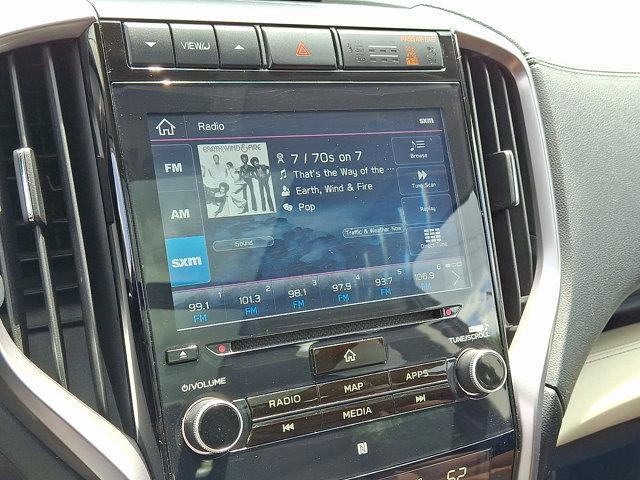 VIEW/⤾
PASSENGER
Radio
sxm
EARTH WIND & FIRE
FM
7 / 70s on 7
Browse
That's the Way of the ...
Earth, Wind & Fire
Tune Scan
AM
Pop
Replay
Traffic & Weather Now
Sound
Direct Tune
sxm
1 2 3 4 5 6
99.1 101.3 98.1 97.9 93.7 106.9
FM FM FM FM FM FM
TUNE/SCROLL
VOLUME
RADIO MAP APPS
MEDIA
N
62